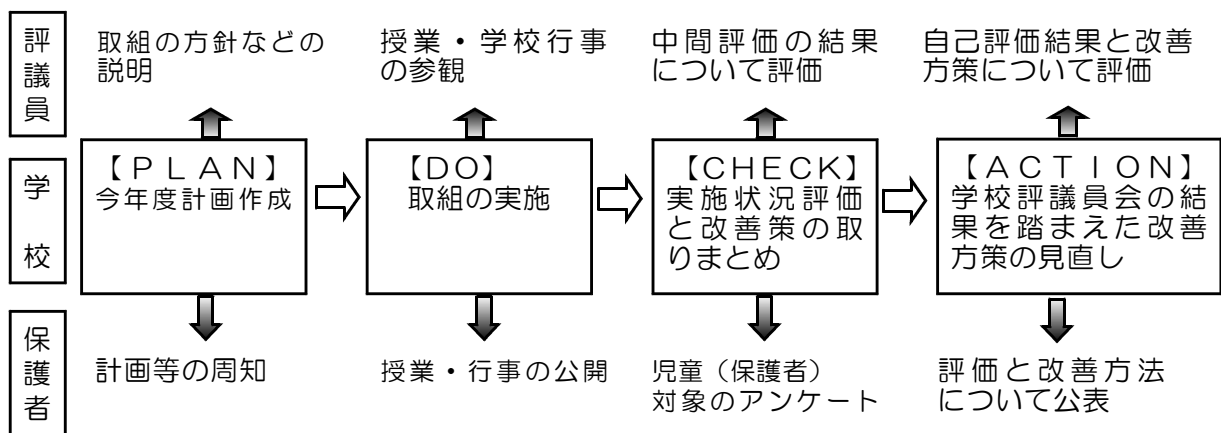 評議員
取組の方針などの
説明
授業・学校行事
の参観
中間評価の結果
について評価
自己評価結果と改善
方策について評価
学校
【ＰＬＡＮ】
今年度計画作成
【DO】
取組の実施
【CHECK】
実施状況評価
と改善策の取
りまとめ
【ＡＣＴＩＯＮ】
学校評議員会の結
果を踏まえた改善
方策の見直し
保護者
計画等の周知
授業・行事の公開
児童（保護者）
対象のアンケート
評価と改善方法
について公表